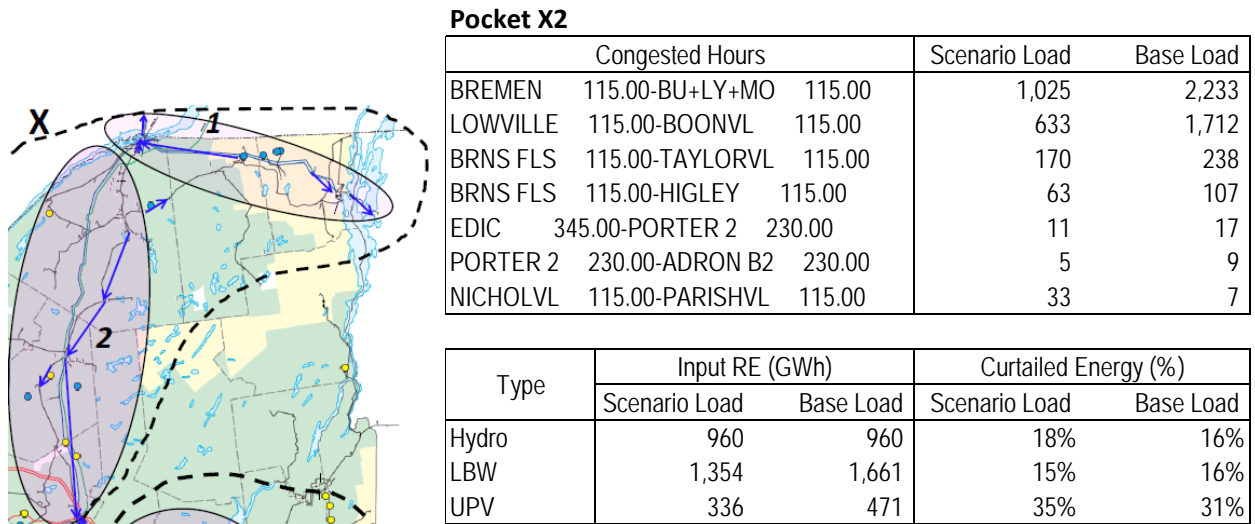 Pocket X2
Congested Hours Scenario Load Base Load
BREMEN 115.00-BU+LY+MO 115.00 1,025 2,233
LOWVILLE 115.00-BOONVL 115.00 633 1,712
BRNS FLS 115.00-TAYLORVL 115.00 170 238
BRNS FLS 115.00-HIGLEY 115.00 63 107
EDIC 345.00-PORTER 2 230.00 11 17
PORTER 2 230.00-ADRON B2 230.00 5 9
NICHOLVL 115.00-PARISHVL 115.00 33 7
Type Input RE (GWh) Curtailed Energy (%)
Scenario Load Base Load Scenario Load Base Load
Hydro 960 960 18% 16%
LBW 1,354 1,661 15% 16%
UPV 336 471 35% 31%
X
1
2